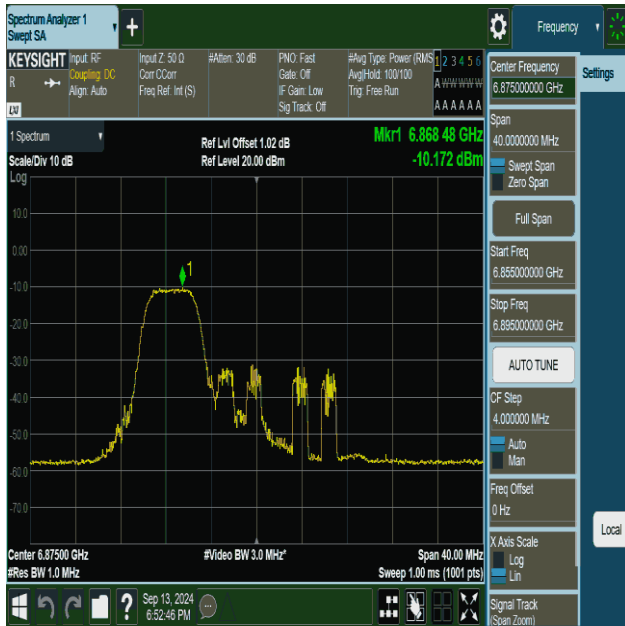 Spectrum Analyzer 1
Swept SA
+
Frequency
KEYSIGHT
R
LXI
Input: RF
Coupling: DC
Align: Auto
Input Z: 50 Ω
Corr CCorr
Freq Ref: Int (S)
#Atten: 30 dB
PNO: Fast
Gate: Off
IF Gain: Low
Sig Track: Off
#Avg Type: Power (RMS
Avg|Hold: 100/100
Trig: Free Run
1 2 3 4 5 6
A W W W W W
A A A A A A
1 Spectrum
Scale/Div 10 dB
Ref Lvl Offset 1.02 dB
Ref Level 20.00 dBm
Mkr1 6.868 48 GHz
-10.172 dBm
Log
10.0
0.00
-10.0
-20.0
-30.0
-40.0
-50.0
-60.0
-70.0
1
Center 6.87500 GHz
#Res BW 1.0 MHz
#Video BW 3.0 MHz*
Span 40.00 MHz
Sweep 1.00 ms (1001 pts)
Center Frequency
6.875000000 GHz
Settings
Span
40.0000000 MHz
Swept Span
Zero Span
Full Span
Start Freq
6.855000000 GHz
Stop Freq
6.895000000 GHz
AUTO TUNE
CF Step
4.000000 MHz
Auto
Man
Freq Offset
0 Hz
X Axis Scale
Log
Lin
Local
Signal Track
(Span Zoom)
?
Sep 13, 2024
6:52:46 PM